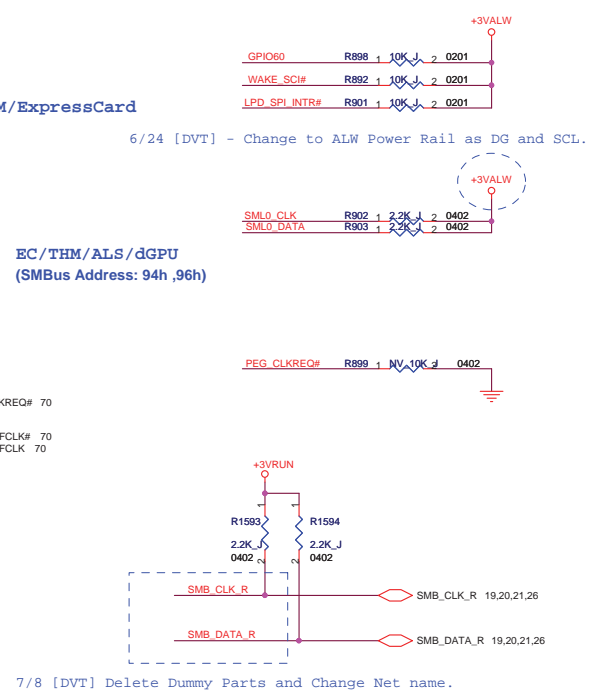 +3VALW
GPIO60 R898 1 10K_J 2 0201
WAKE_SCI# R892 1 10K_J 2 0201
LPD_SPI_INTR# R901 1 10K_J 2 0201
M/ExpressCard
6/24 [DVT] - Change to ALW Power Rail as DG and SCL.
+3VALW
SML0_CLK R902 1 2.2K_J 2 0402
SML0_DATA R903 1 2.2K_J 2 0402
EC/THM/ALS/dGPU
(SMBus Address: 94h ,96h)
PEG_CLKREQ# R899 1 NV_10K_J 2 0402
KREQ# 70
FCLK# 70
FCLK 70
+3VRUN
1 1
R1593 R1594
2.2K_J 2.2K_J
0402 2 2 0402
SMB_CLK_R SMB_CLK_R 19,20,21,26
SMB_DATA_R SMB_DATA_R 19,20,21,26
7/8 [DVT] Delete Dummy Parts and Change Net name.